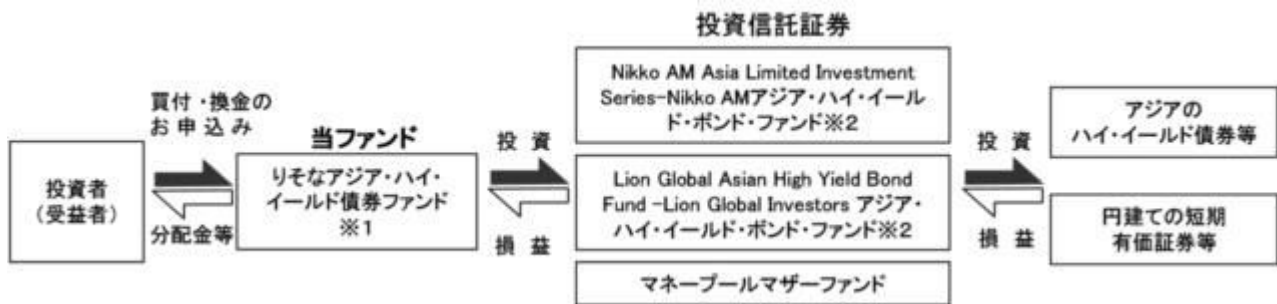 投資信託証券
買付・換金の
お申込み
投資者
（受益者）
分配金等
当ファンド
りそなアジア・ハイ・
イールド債券ファンド
※1
投 資
損 益
Nikko AM Asia Limited Investment
Series-Nikko AMアジア・ハイ・イール
ド・ボンド・ファンド※2
Lion Global Asian High Yield Bond
Fund -Lion Global Investors アジア・
ハイ・イールド・ボンド・ファンド※2
マネープールマザーファンド
投 資
損 益
アジアの
ハイ・イールド債券等
円建ての短期
有価証券等